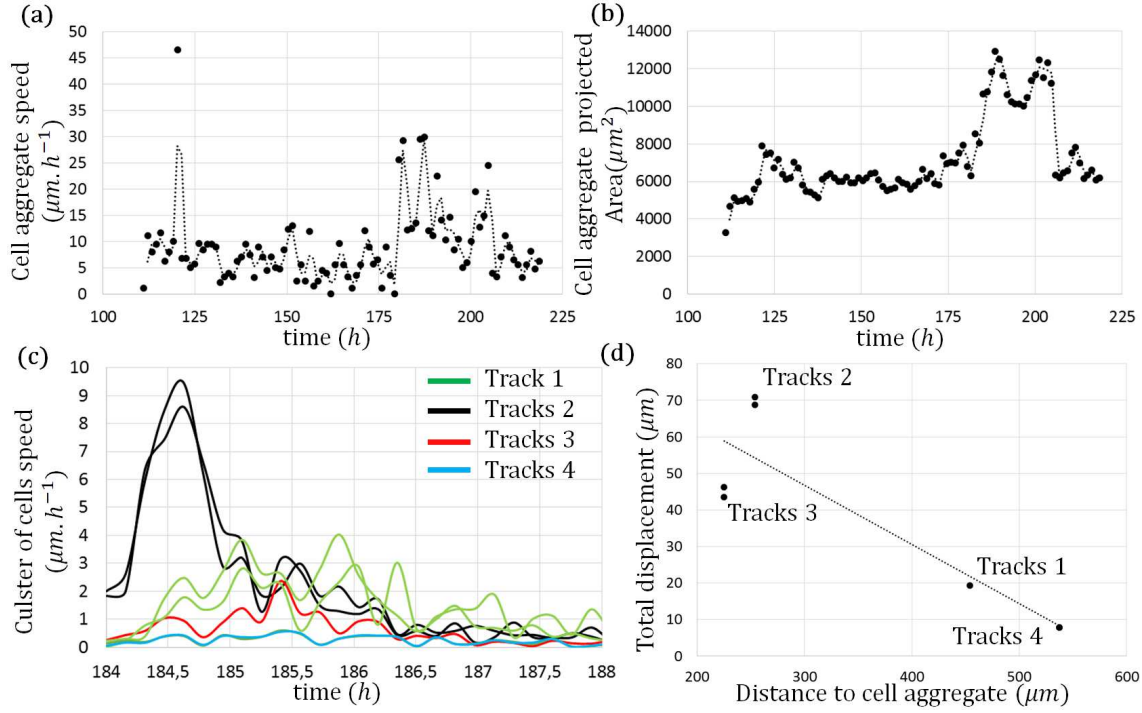 (a)
Cell aggregate speed
(μm. h⁻¹)
50
45
40
35
30
25
20
15
10
5
0
100 125 150 175 200 225
time (h)
(b)
Cell aggregate projected
Area(μm²)
14000
12000
10000
8000
6000
4000
2000
0
100 125 150 175 200 225
time (h)
(c)
Culster of cells speed
(μm. h⁻¹)
10
9
8
7
6
5
4
3
2
1
0
184 184,5 185 185,5 186 186,5 187 187,5 188
time (h)
Track 1
Tracks 2
Tracks 3
Tracks 4
(d)
Total displacement (μm)
80
70
60
50
40
30
20
10
0
Tracks 2
Tracks 3
Tracks 1
Tracks 4
200 300 400 500 600
Distance to cell aggregate (μm)